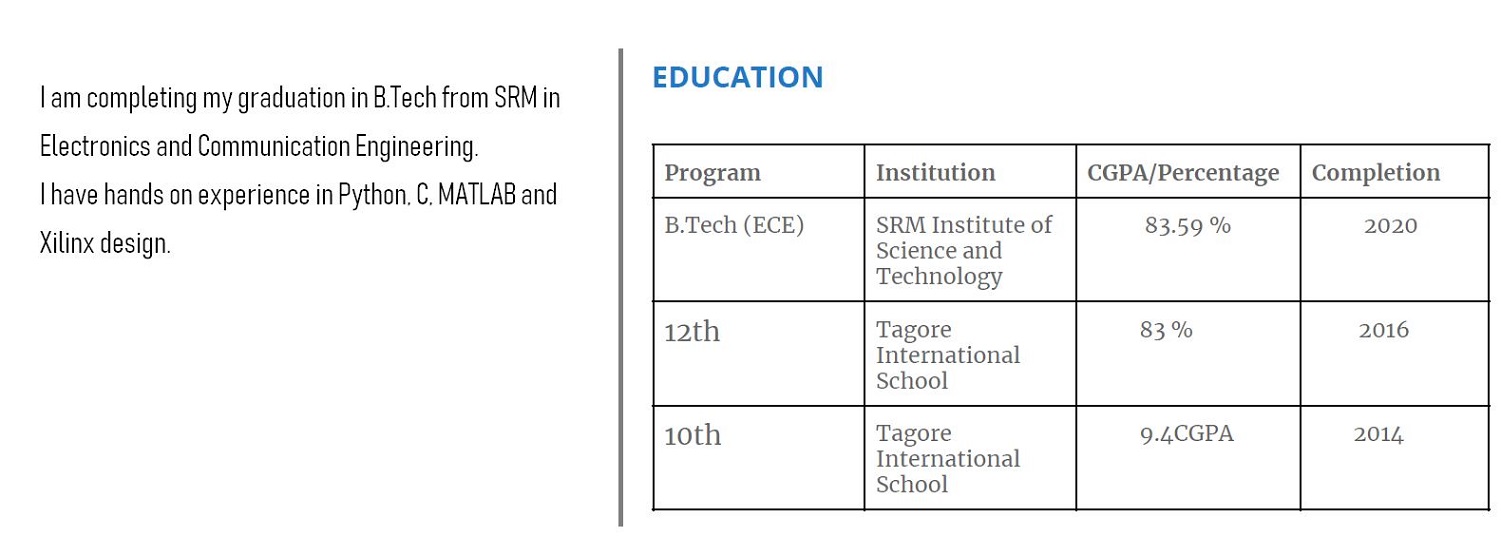 I am completing my graduation in B.Tech from SRM in
Electronics and Communication Engineering.
I have hands on experience in Python, C, MATLAB and
Xilinx design.
EDUCATION
Program Institution CGPA/Percentage Completion
B.Tech (ECE) SRM Institute of 83.59 % 2020
Science and
Technology
12th Tagore 83 % 2016
International
School
10th Tagore 9.4CGPA 2014
International
School